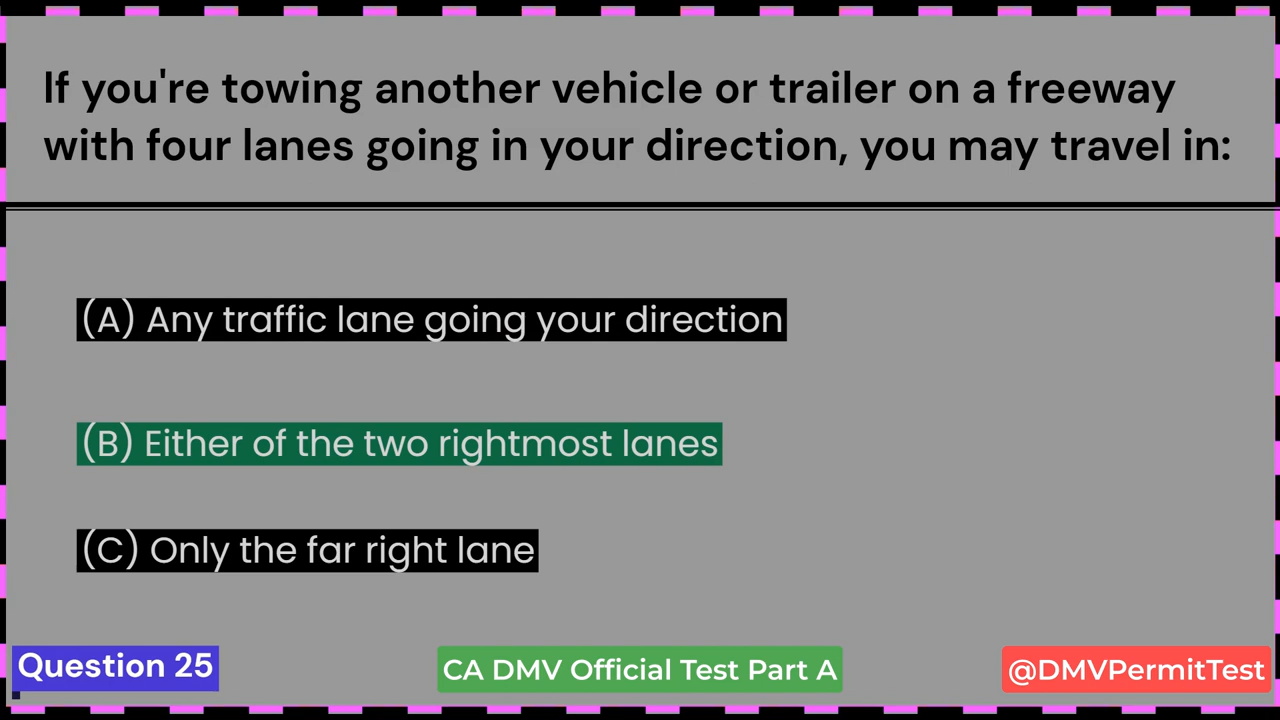 If you're towing another vehicle or trailer on a freeway
with four lanes going in your direction, you may travel in:
(A) Any traffic lane going your direction
(B) Either of the two rightmost lanes
(C) Only the far right lane
Question 25
CA DMV Official Test Part A
@DMVPermitTest